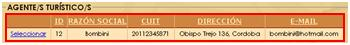 AGENTE/S TURÍSTICO/S
ID RAZÓN SOCIAL CUIT DIRECCIÓN E-MAIL
Seleccionar 12 Bombini 20112345871 Obispo Trejo 136, Cordoba bombini@hotmail.com